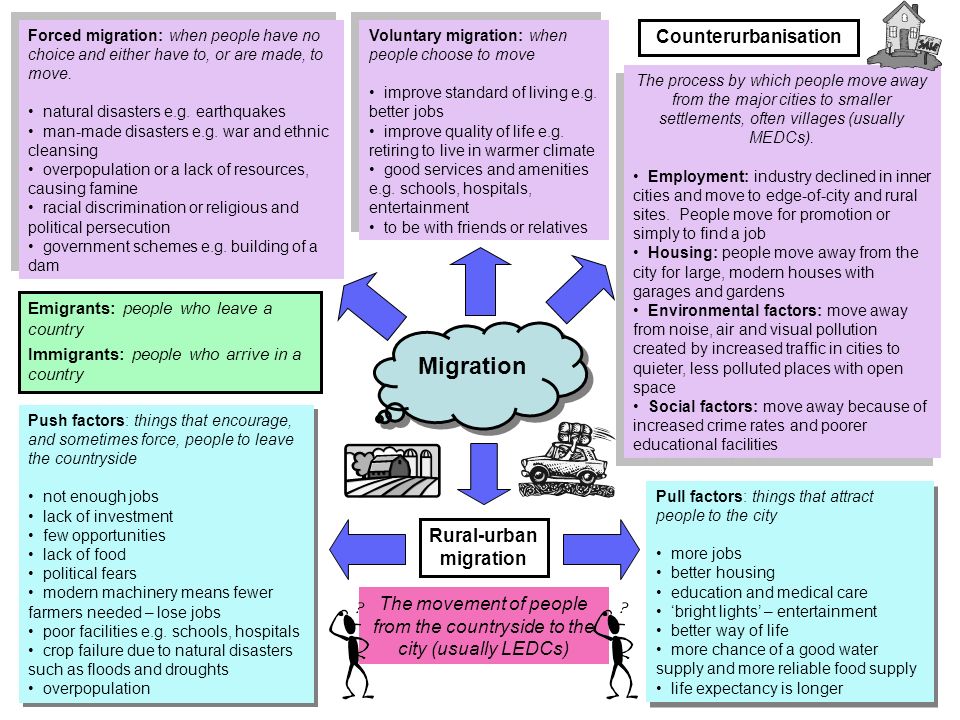 Forced migration: when people have no
choice and either have to, or are made, to
move.
• natural disasters e.g. earthquakes
• man-made disasters e.g. war and ethnic
cleansing
• overpopulation or a lack of resources,
causing famine
• racial discrimination or religious and
political persecution
• government schemes e.g. building of a
dam
Voluntary migration: when
people choose to move
• improve standard of living e.g.
better jobs
• improve quality of life e.g.
retiring to live in warmer climate
• good services and amenities
e.g. schools, hospitals,
entertainment
• to be with friends or relatives
Counterurbanisation
SALE
The process by which people move away
from the major cities to smaller
settlements, often villages (usually
MEDCs).
• Employment: industry declined in inner
cities and move to edge-of-city and rural
sites. People move for promotion or
simply to find a job
• Housing: people move away from the
city for large, modern houses with
garages and gardens
• Environmental factors: move away
from noise, air and visual pollution
created by increased traffic in cities to
quieter, less polluted places with open
space
• Social factors: move away because of
increased crime rates and poorer
educational facilities
Emigrants: people who leave a
country
Immigrants: people who arrive in a
country
Migration
Push factors: things that encourage,
and sometimes force, people to leave
the countryside
• not enough jobs
• lack of investment
• few opportunities
• lack of food
• political fears
• modern machinery means fewer
farmers needed – lose jobs
• poor facilities e.g. schools, hospitals
• crop failure due to natural disasters
such as floods and droughts
• overpopulation
Rural-urban
migration
? ?
The movement of people
from the countryside to the
city (usually LEDCs)
Pull factors: things that attract
people to the city
• more jobs
• better housing
• education and medical care
• ‘bright lights’ – entertainment
• better way of life
• more chance of a good water
supply and more reliable food supply
• life expectancy is longer